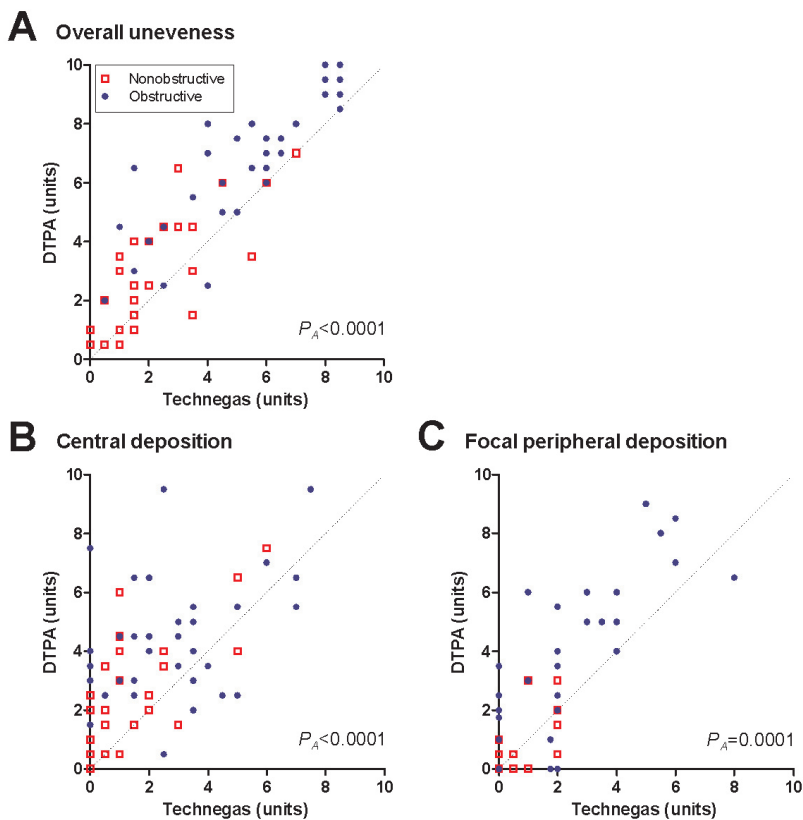 A Overall uneveness
10
Nonobstructive
Obstructive
8
6
4
2
0
DTPA (units)
P_A<0.0001
0 2 4 6 8 10
Technegas (units)
B Central deposition
10
8
6
4
2
0
DTPA (units)
P_A<0.0001
0 2 4 6 8 10
Technegas (units)
C Focal peripheral deposition
10
8
6
4
2
0
DTPA (units)
P_A=0.0001
0 2 4 6 8 10
Technegas (units)